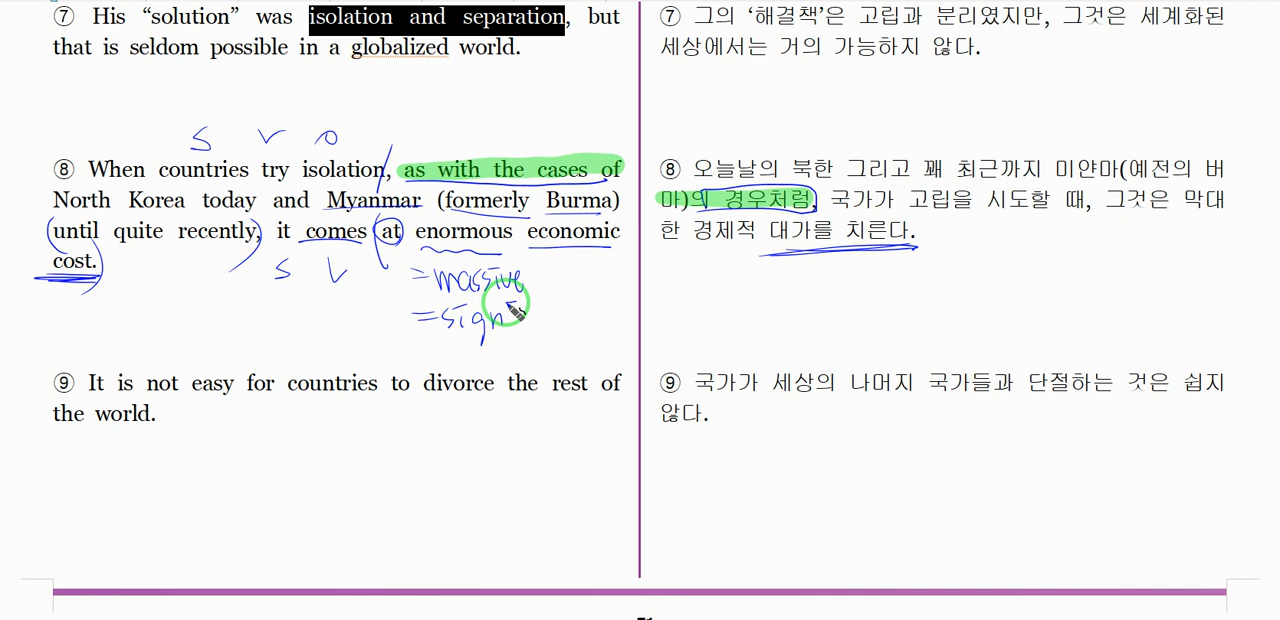 ⑦ His “solution” was isolation and separation, but
that is seldom possible in a globalized world.
S V O
⑧ When countries try isolation, as with the cases of
North Korea today and Myanmar (formerly Burma)
until quite recently, it comes at enormous economic
cost.
S V
=massive
=sign
⑨ It is not easy for countries to divorce the rest of
the world.
⑦ 그의 ‘해결책’은 고립과 분리였지만, 그것은 세계화된
세상에서는 거의 가능하지 않다.
⑧ 오늘날의 북한 그리고 꽤 최근까지 미얀마(예전의 버
마)의 경우처럼, 국가가 고립을 시도할 때, 그것은 막대
한 경제적 대가를 치른다.
⑨ 국가가 세상의 나머지 국가들과 단절하는 것은 쉽지
않다.